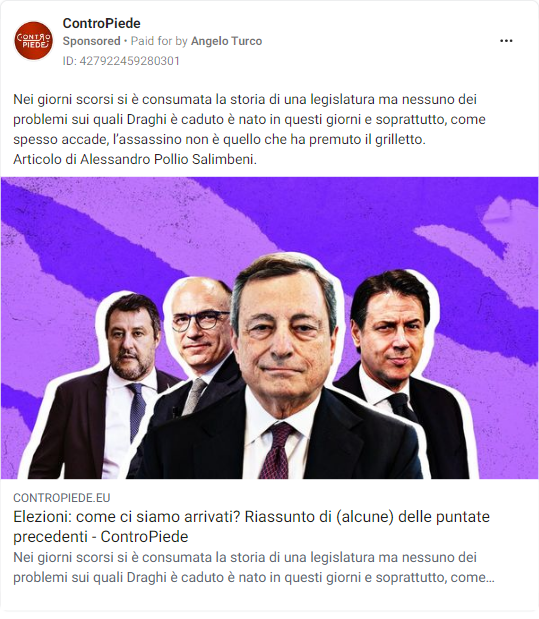 CONTRO
PIEDE
ControPiede
Sponsored • Paid for by Angelo Turco
ID: 427922459280301
Nei giorni scorsi si è consumata la storia di una legislatura ma nessuno dei
problemi sui quali Draghi è caduto è nato in questi giorni e soprattutto, come
spesso accade, l’assassino non è quello che ha premuto il grilletto.
Articolo di Alessandro Pollio Salimbeni.
CONTROPIEDE.EU
Elezioni: come ci siamo arrivati? Riassunto di (alcune) delle puntate
precedenti - ControPiede
Nei giorni scorsi si è consumata la storia di una legislatura ma nessuno dei
problemi sui quali Draghi è caduto è nato in questi giorni e soprattutto, come...